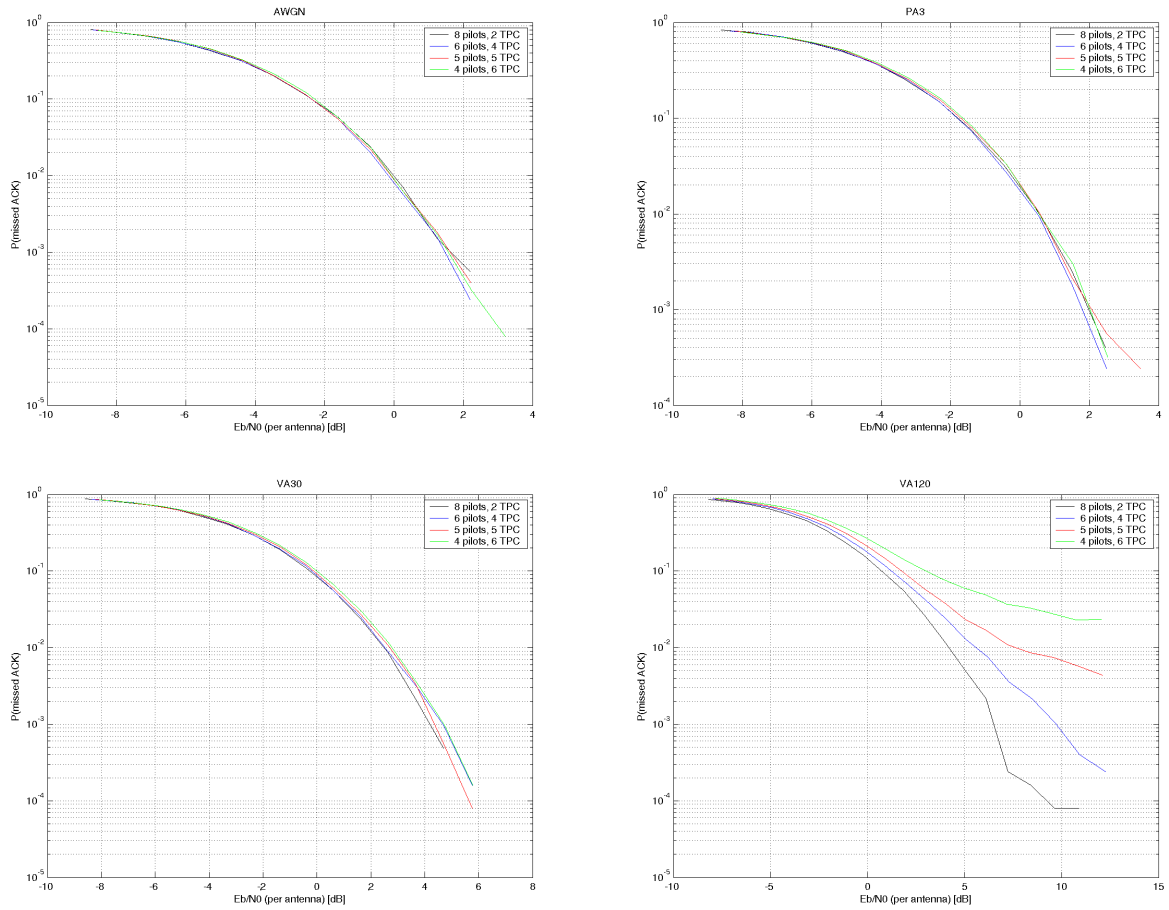 AWGN
10^0
10^-1
10^-2
10^-3
10^-4
10^-5
P(missed ACK)
8 pilots, 2 TPC
6 pilots, 4 TPC
5 pilots, 5 TPC
4 pilots, 6 TPC
-10 -8 -6 -4 -2 0 2 4
Eb/N0 (per antenna) [dB]
PA3
10^0
10^-1
10^-2
10^-3
10^-4
P(missed ACK)
8 pilots, 2 TPC
6 pilots, 4 TPC
5 pilots, 5 TPC
4 pilots, 6 TPC
-10 -8 -6 -4 -2 0 2 4
Eb/N0 (per antenna) [dB]
VA30
10^0
10^-1
10^-2
10^-3
10^-4
10^-5
P(missed ACK)
8 pilots, 2 TPC
6 pilots, 4 TPC
5 pilots, 5 TPC
4 pilots, 6 TPC
-10 -8 -6 -4 -2 0 2 4 6 8
Eb/N0 (per antenna) [dB]
VA120
10^0
10^-1
10^-2
10^-3
10^-4
10^-5
P(missed ACK)
8 pilots, 2 TPC
6 pilots, 4 TPC
5 pilots, 5 TPC
4 pilots, 6 TPC
-10 -5 0 5 10 15
Eb/N0 (per antenna) [dB]